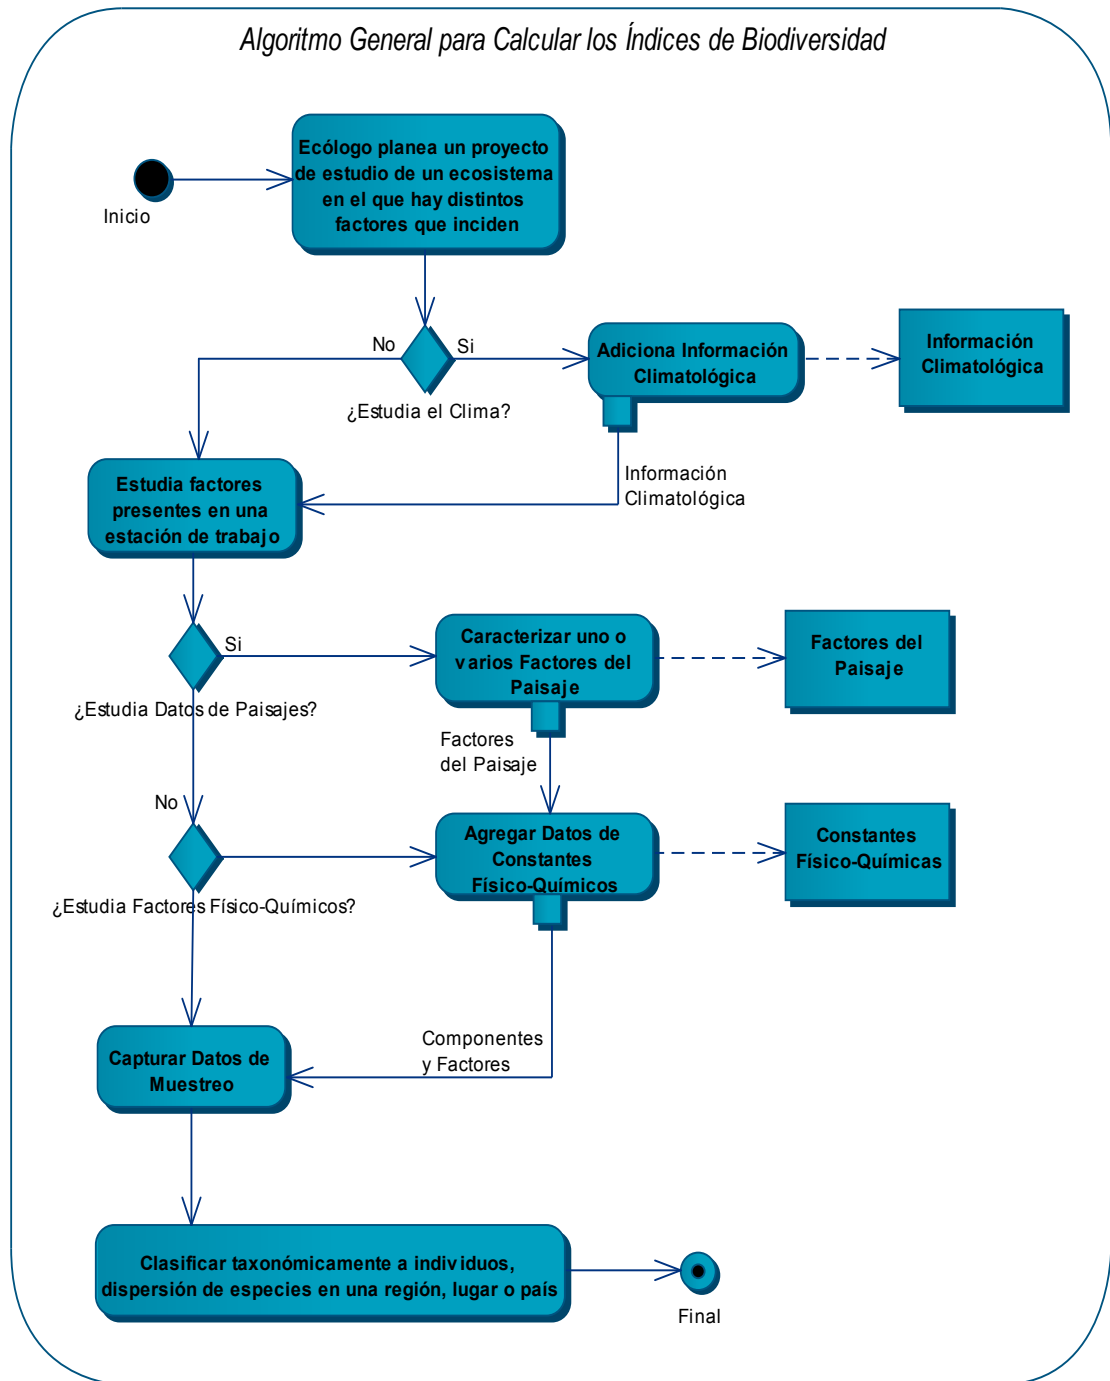 Algoritmo General para Calcular los Índices de Biodiversidad
Ecólogo planea un proyecto
de estudio de un ecosistema
en el que hay distintos
factores que inciden
Inicio
No
Si
¿Estudia el Clima?
Adiciona Información
Climatológica
Información
Climatológica
Información
Climatológica
Estudia factores
presentes en una
estación de trabajo
Si
¿Estudia Datos de Paisajes?
Caracterizar uno o
varios Factores del
Paisaje
Factores del
Paisaje
Factores
del Paisaje
No
¿Estudia Factores Físico-Químicos?
Agregar Datos de
Constantes
Físico-Químicos
Constantes
Físico-Químicas
Componentes
y Factores
Capturar Datos de
Muestreo
Clasificar taxonómicamente a individuos,
dispersión de especies en una región, lugar o país
Final